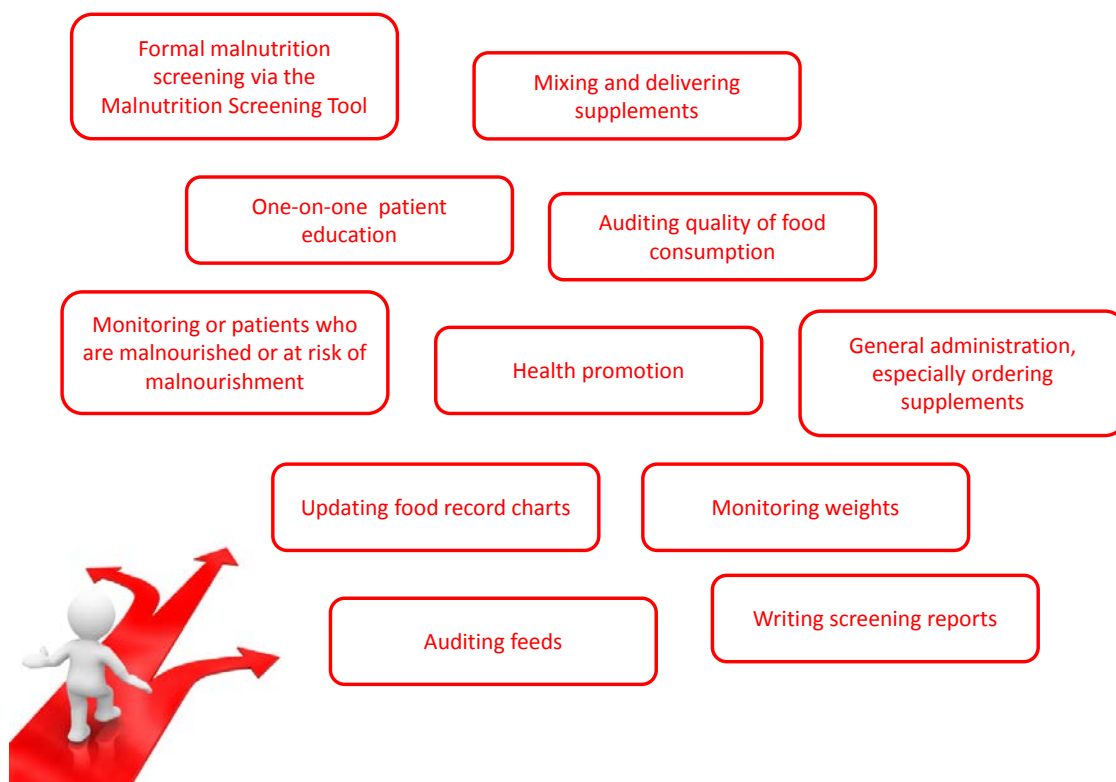 Formal malnutrition
screening via the
Malnutrition Screening Tool
Mixing and delivering
supplements
One-on-one patient
education
Auditing quality of food
consumption
Monitoring or patients who
are malnourished or at risk of
malnourishment
Health promotion
General administration,
especially ordering
supplements
Updating food record charts
Monitoring weights
Auditing feeds
Writing screening reports